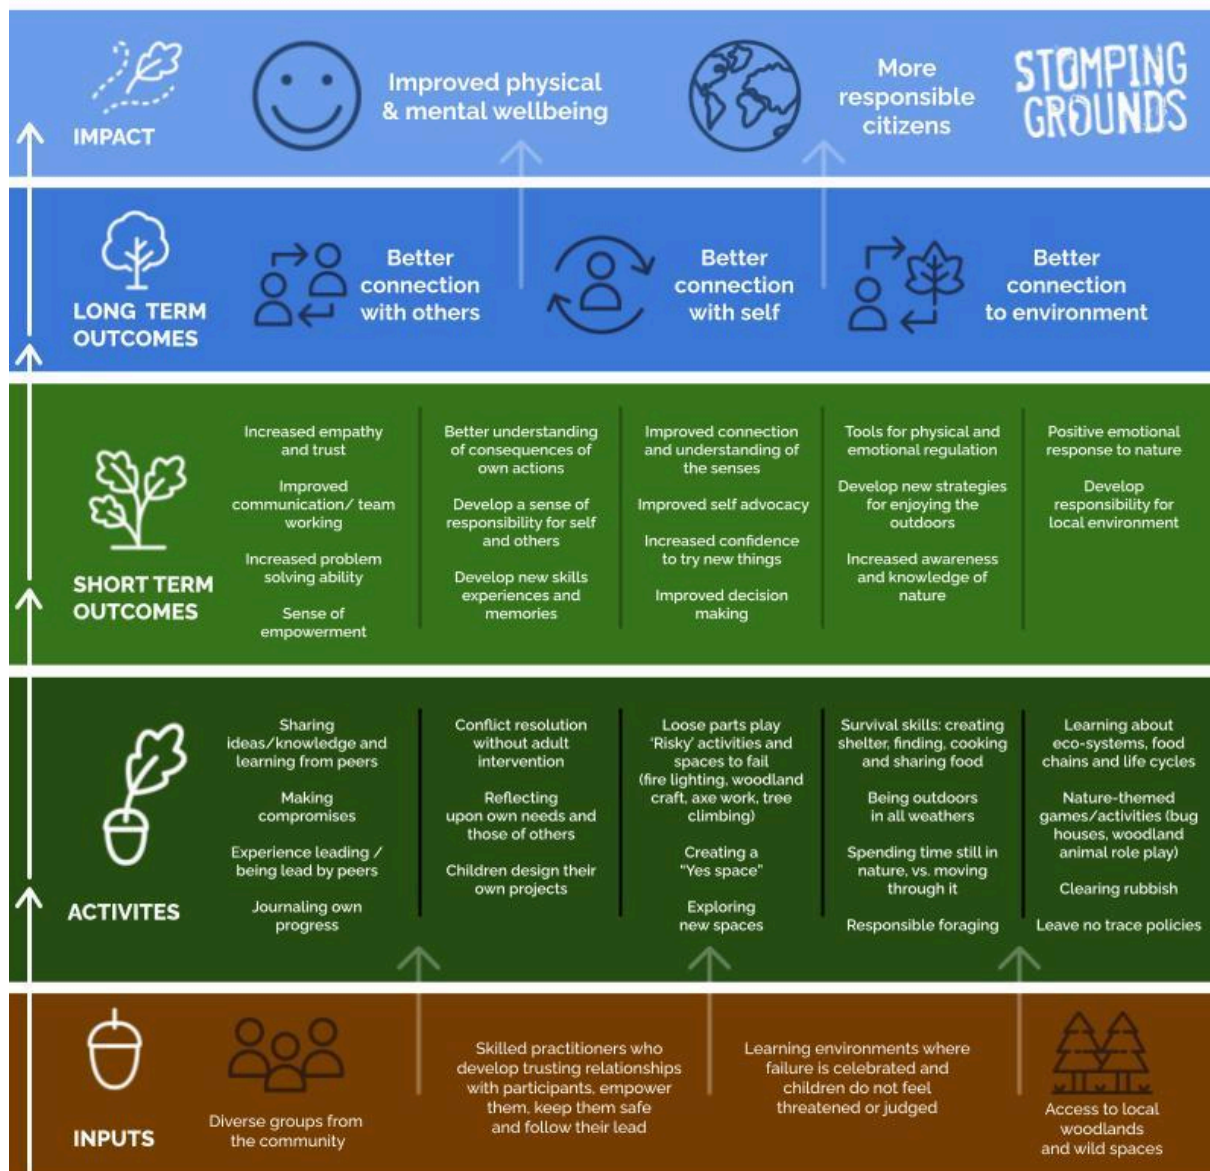 IMPACT
Improved physical
& mental wellbeing
More
responsible
citizens
STOMPING
GROUNDS
LONG TERM
OUTCOMES
Better
connection
with others
Better
connection
with self
Better
connection
to environment
SHORT TERM
OUTCOMES
Increased empathy
and trust
Improved
communication/ team
working
Increased problem
solving ability
Sense of
empowerment
Better understanding
of consequences of
own actions
Develop a sense of
responsibility for self
and others
Develop new skills
experiences and
memories
Improved connection
and understanding of
the senses
Improved self advocacy
Increased confidence
to try new things
Improved decision
making
Tools for physical and
emotional regulation
Develop new strategies
for enjoying the
outdoors
Increased awareness
and knowledge of
nature
Positive emotional
response to nature
Develop
responsibility for
local environment
ACTIVITES
Sharing
ideas/knowledge and
learning from peers
Making
compromises
Experience leading /
being lead by peers
Journaling own
progress
Conflict resolution
without adult
intervention
Reflecting
upon own needs and
those of others
Children design their
own projects
Loose parts play
'Risky' activities and
spaces to fail
(fire lighting, woodland
craft, axe work, tree
climbing)
Creating a
"Yes space"
Exploring
new spaces
Survival skills: creating
shelter, finding, cooking
and sharing food
Being outdoors
in all weathers
Spending time still in
nature, vs. moving
through it
Responsible foraging
Learning about
eco-systems, food
chains and life cycles
Nature-themed
games/activities (bug
houses, woodland
animal role play)
Clearing rubbish
Leave no trace policies
INPUTS
Diverse groups from
the community
Skilled practitioners who
develop trusting relationships
with participants, empower
them, keep them safe
and follow their lead
Learning environments where
failure is celebrated and
children do not feel
threatened or judged
Access to local
woodlands
and wild spaces